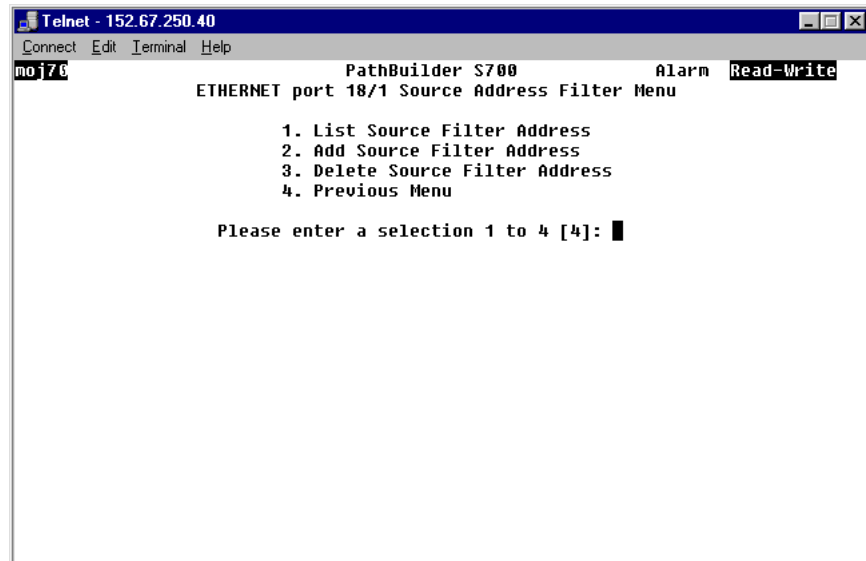 Telnet - 152.67.250.40
Connect Edit Terminal Help
moj70 PathBuilder S700 Alarm Read-Write
ETHERNET port 18/1 Source Address Filter Menu
1. List Source Filter Address
2. Add Source Filter Address
3. Delete Source Filter Address
4. Previous Menu
Please enter a selection 1 to 4 [4]: